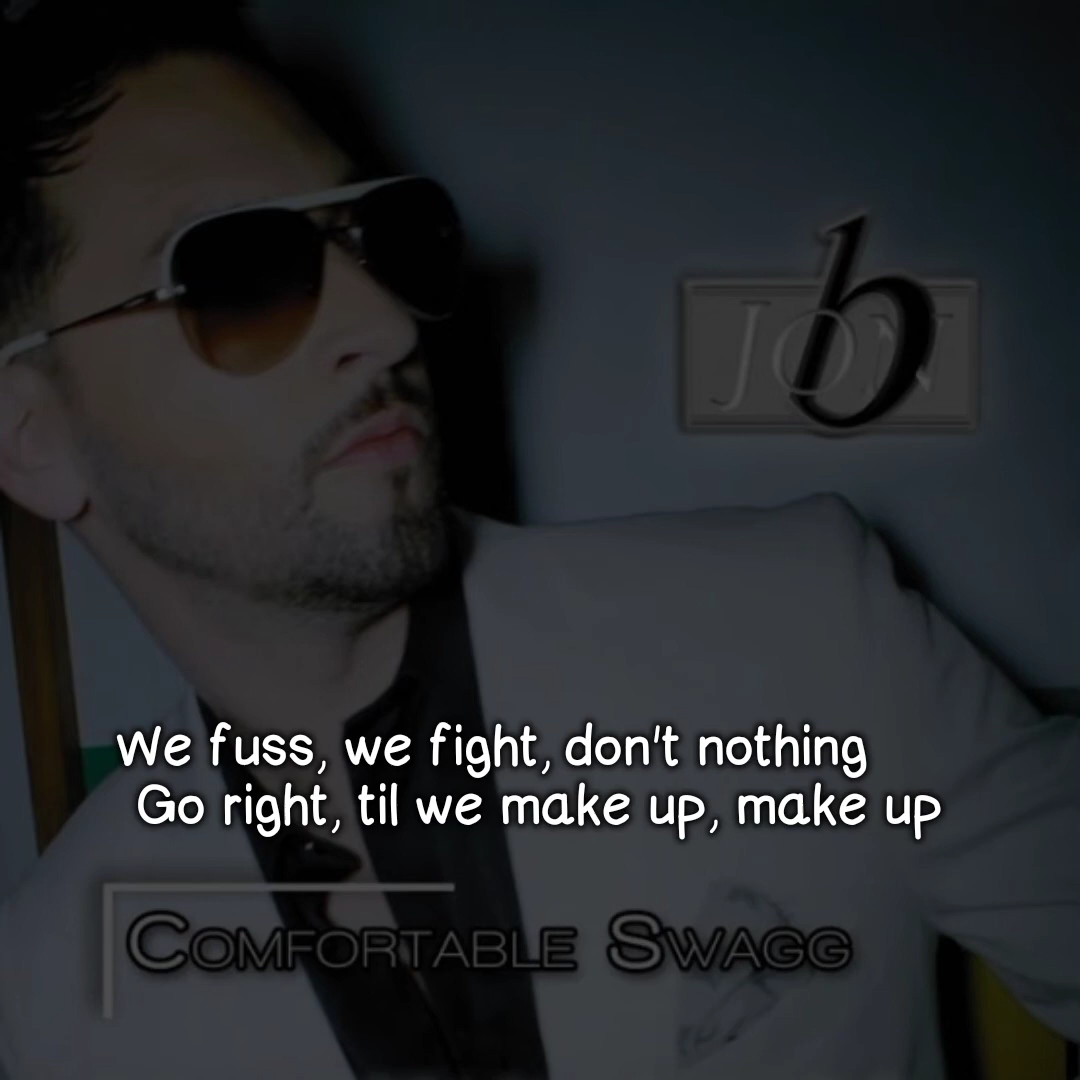 JON
b
We fuss, we fight, don't nothing
Go right, til we make up, make up
COMFORTABLE SWAGG